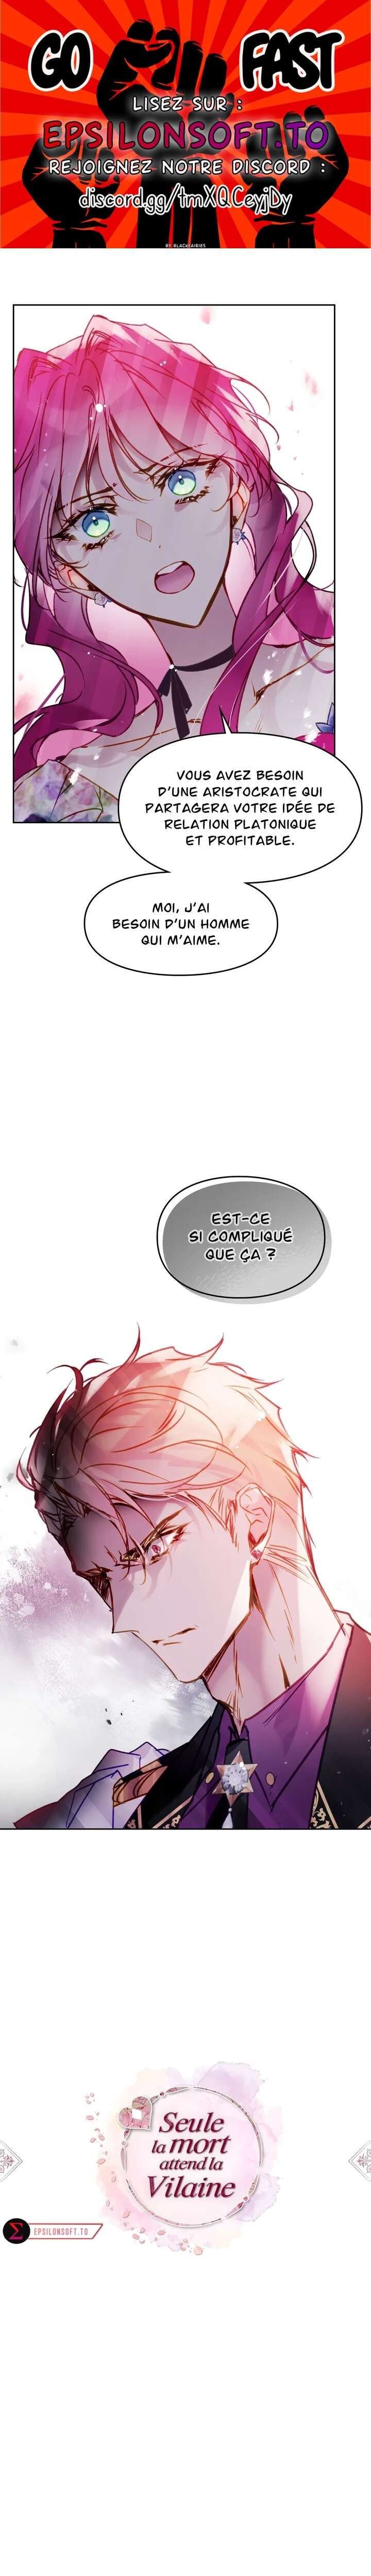 GO FAST
LISEZ SUR :
EPSILONSOFT.TO
REJOIGNEZ NOTRE DISCORD :
discord.gg/tmXQCeyjDy
BY BLACKFAIRIES
VOUS AVEZ BESOIN
D'UNE ARISTOCRATE QUI
PARTAGERA VOTRE IDÉE DE
RELATION PLATONIQUE
ET PROFITABLE.
MOI, J'AI
BESOIN D'UN HOMME
QUI M'AIME.
EST-CE
SI COMPLIQUÉ
QUE ÇA ?
Seule
la mort
attend la
Vilaine
Σ EPSILONSOFT.TO